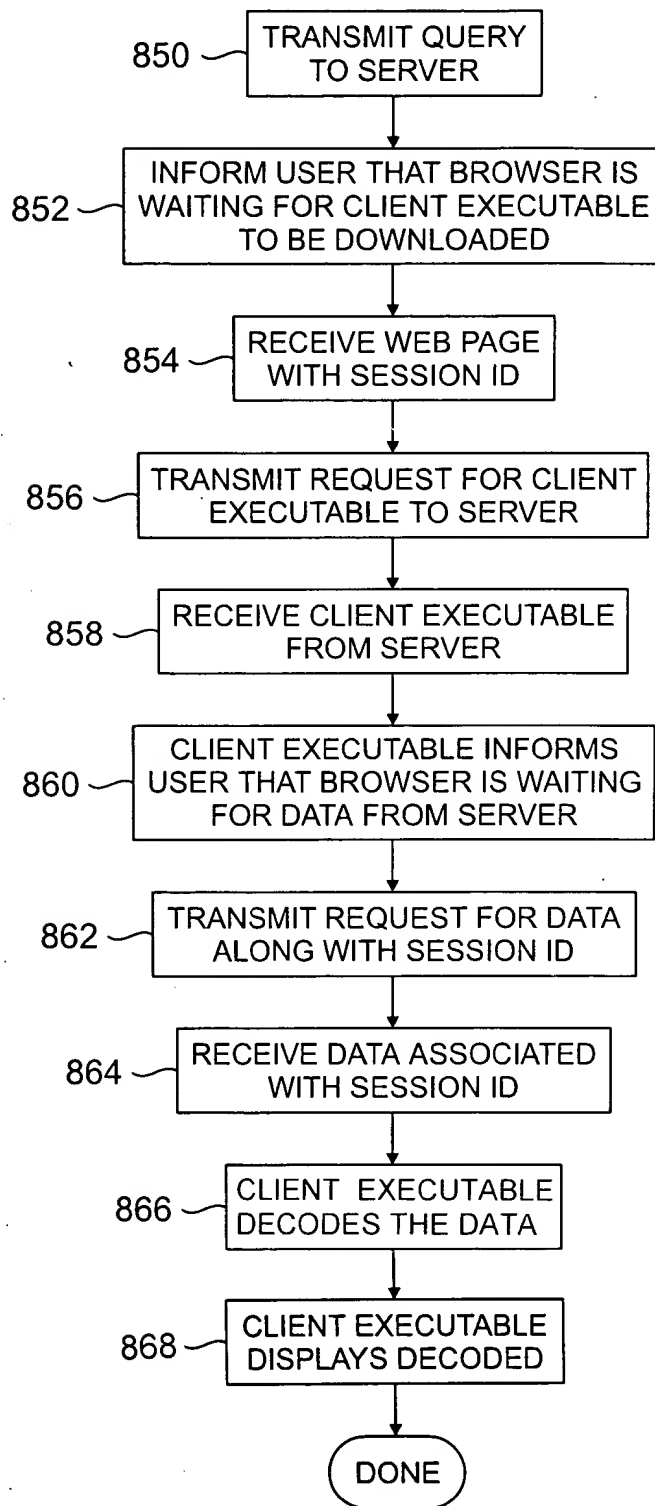 850
TRANSMIT QUERY
TO SERVER
852
INFORM USER THAT BROWSER IS
WAITING FOR CLIENT EXECUTABLE
TO BE DOWNLOADED
854
RECEIVE WEB PAGE
WITH SESSION ID
856
TRANSMIT REQUEST FOR CLIENT
EXECUTABLE TO SERVER
858
RECEIVE CLIENT EXECUTABLE
FROM SERVER
860
CLIENT EXECUTABLE INFORMS
USER THAT BROWSER IS WAITING
FOR DATA FROM SERVER
862
TRANSMIT REQUEST FOR DATA
ALONG WITH SESSION ID
864
RECEIVE DATA ASSOCIATED
WITH SESSION ID
866
CLIENT EXECUTABLE
DECODES THE DATA
868
CLIENT EXECUTABLE
DISPLAYS DECODED
DONE